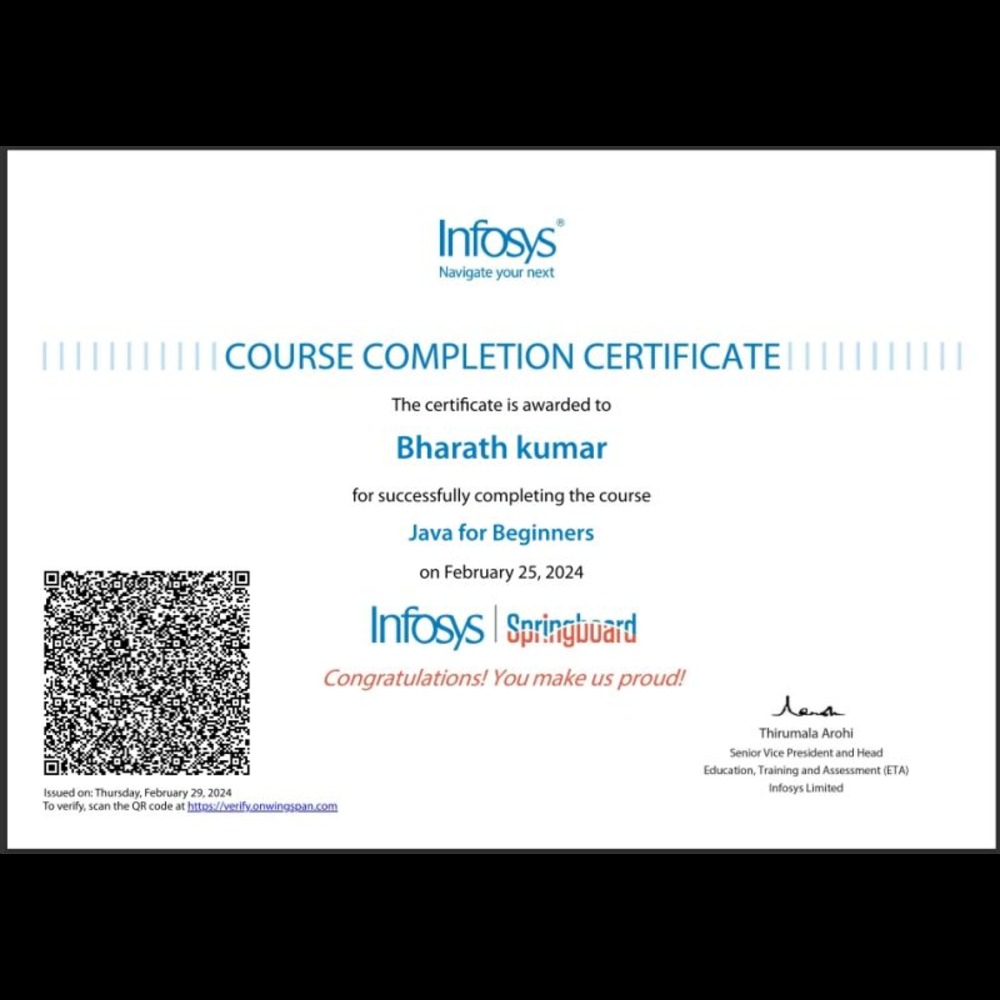 Infosys®
Navigate your next
COURSE COMPLETION CERTIFICATE
The certificate is awarded to
Bharath kumar
for successfully completing the course
Java for Beginners
on February 25, 2024
Infosys | Springboard
Congratulations! You make us proud!
Thirumala Arohi
Senior Vice President and Head
Education, Training and Assessment (ETA)
Infosys Limited
Issued on: Thursday, February 29, 2024
To verify, scan the QR code at https://verify.onwingspan.com